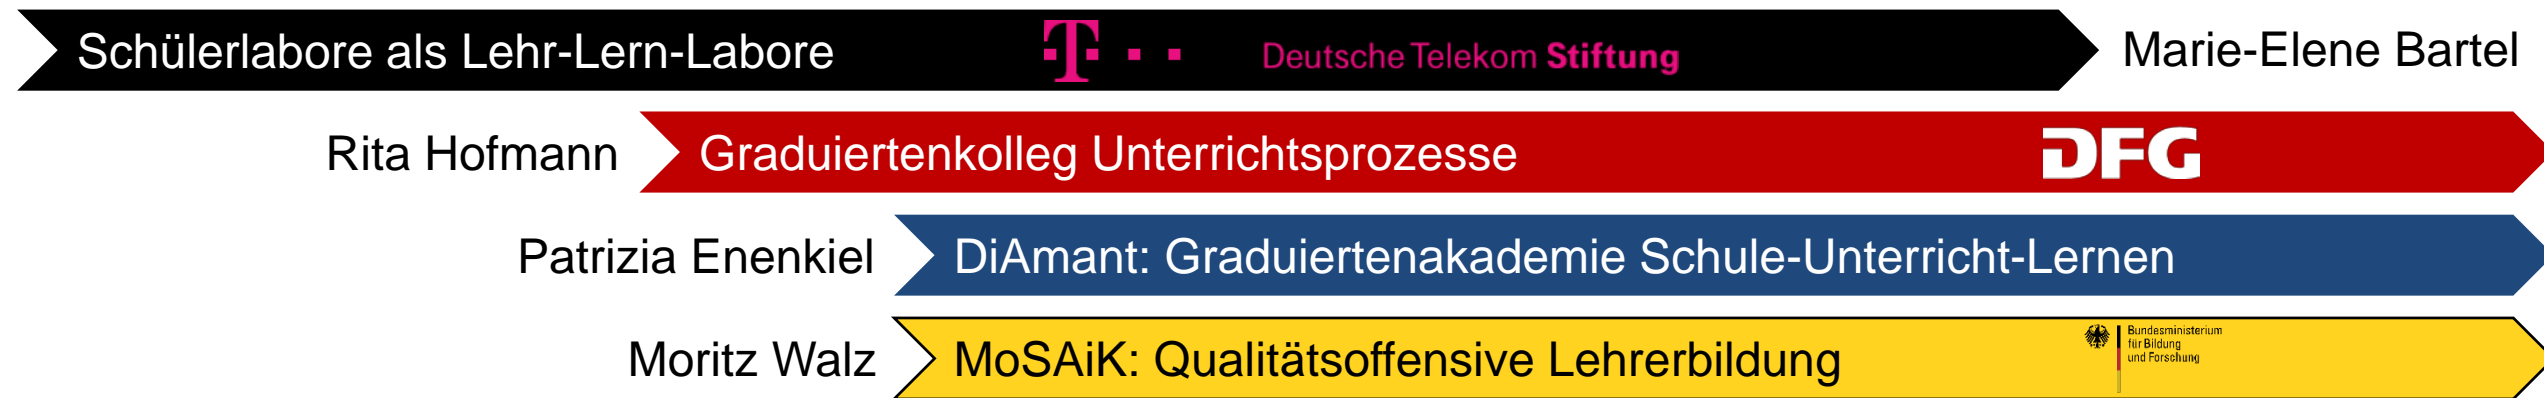 Schülerlabore als Lehr-Lern-Labore T Deutsche Telekom Stiftung Marie-Elene Bartel
Rita Hofmann Graduiertenkolleg Unterrichtsprozesse DFG
Patrizia Enenkiel DiAmant: Graduiertenakademie Schule-Unterricht-Lernen
Moritz Walz MoSAiK: Qualitätsoffensive Lehrerbildung
Bundesministerium
für Bildung
und Forschung